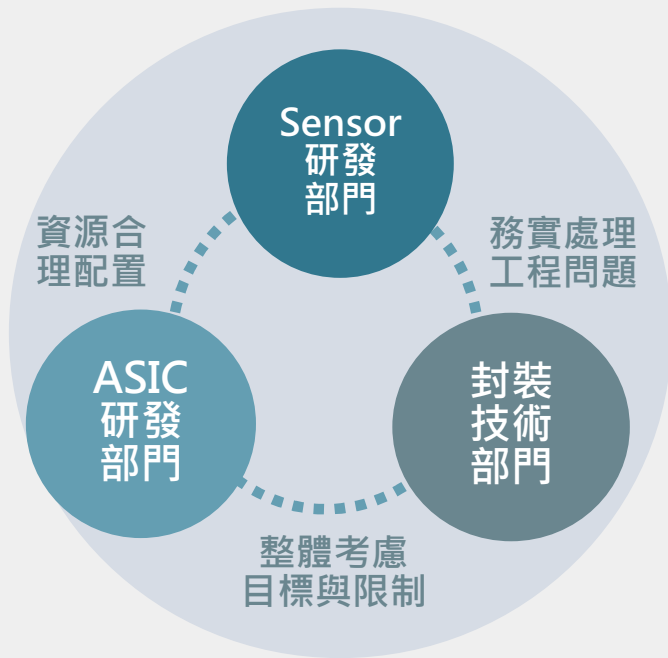 Sensor
研發
部門
資源合
理配置
務實處理
工程問題
ASIC
研發
部門
封裝
技術
部門
整體考慮
目標與限制